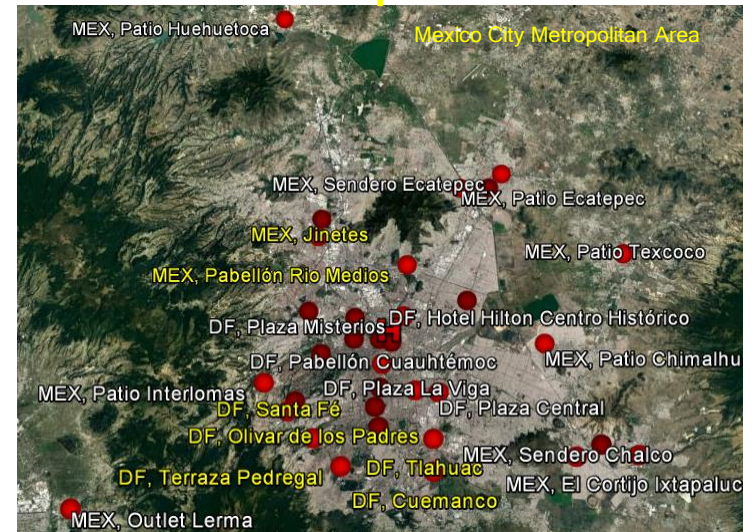 MEX, Patio Huehuetoca
Mexico City Metropolitan Area
MEX, Sendero Ecatepec
MEX, Patio Ecatepec
MEX, Jinetes
MEX, Patio Texcoco
MEX, Pabellón Rio Medios
DF, Hotel Hilton Centro Histórico
DF, Plaza Misterios
DF, Pabellón Cuauhtémoc
MEX, Patio Chimalhu
MEX, Patio Interlomas
DF, Plaza La Viga
DF, Santa Fé
DF, Plaza Central
DF, Olivar de los Padres
MEX, Sendero Chalco
DF, Tlahuac
DF, Terraza Pedregal
MEX, El Cortijo Ixtapaluc
DF, Cuemanco
MEX, Outlet Lerma